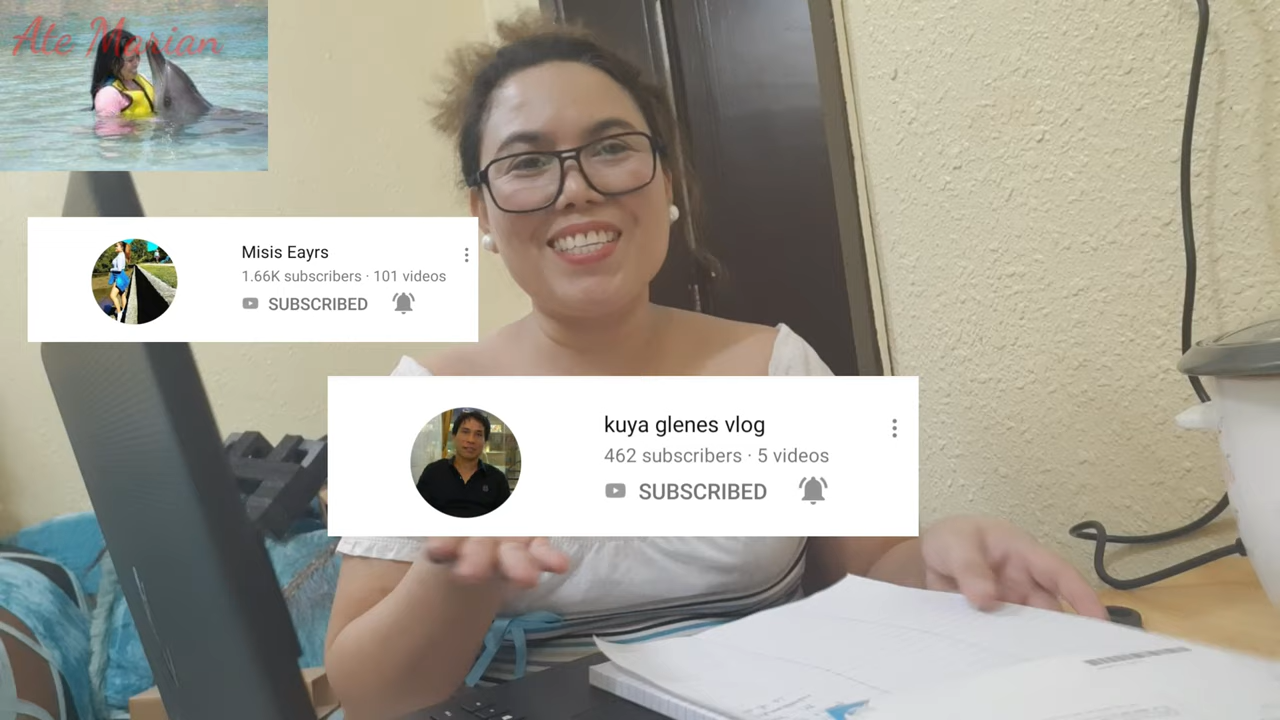 Ate Marian
Misis Eayrs
1.66K subscribers · 101 videos
SUBSCRIBED
kuya glenes vlog
462 subscribers · 5 videos
SUBSCRIBED